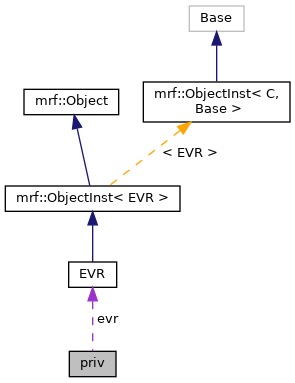 Base
mrf::Object
mrf::ObjectInst< C,
Base >
< EVR >
mrf::ObjectInst< EVR >
EVR
evr
priv